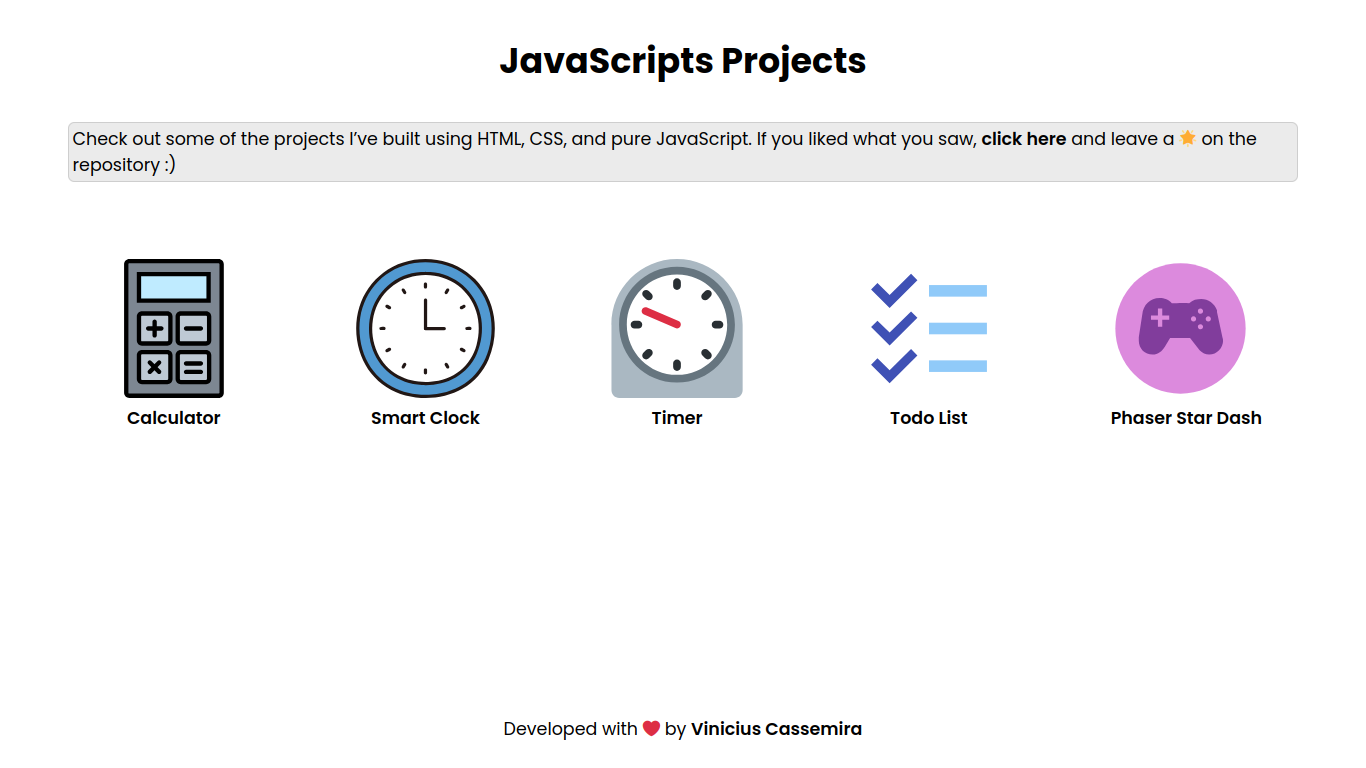 JavaScripts Projects
Check out some of the projects I’ve built using HTML, CSS, and pure JavaScript. If you liked what you saw, click here and leave a ⭐ on the
repository :)
Calculator
Smart Clock
Timer
Todo List
Phaser Star Dash
Developed with ❤️ by Vinicius Cassemira